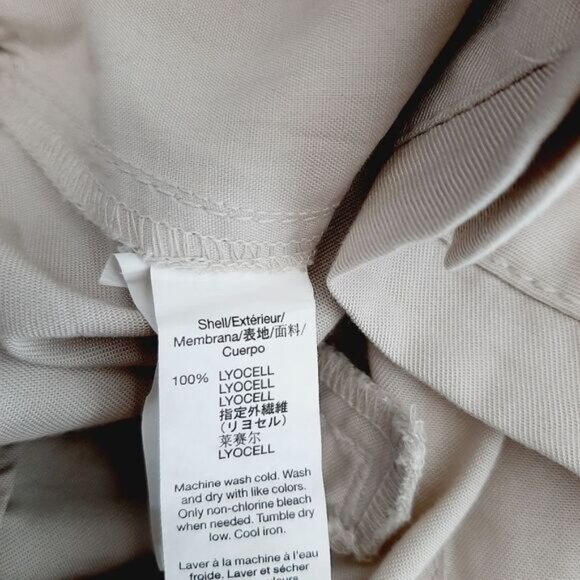 Shell/Extérieur/
Membrana/表地/面料/
Cuerpo
100% LYOCELL
LYOCELL
LYOCELL
指定外繊維
(リヨセル)
莱赛尔
LYOCELL
Machine wash cold. Wash
and dry with like colors.
Only non-chlorine bleach
when needed. Tumble dry
low. Cool iron.
Laver à la machine à l'eau
froide. Laver et sécher